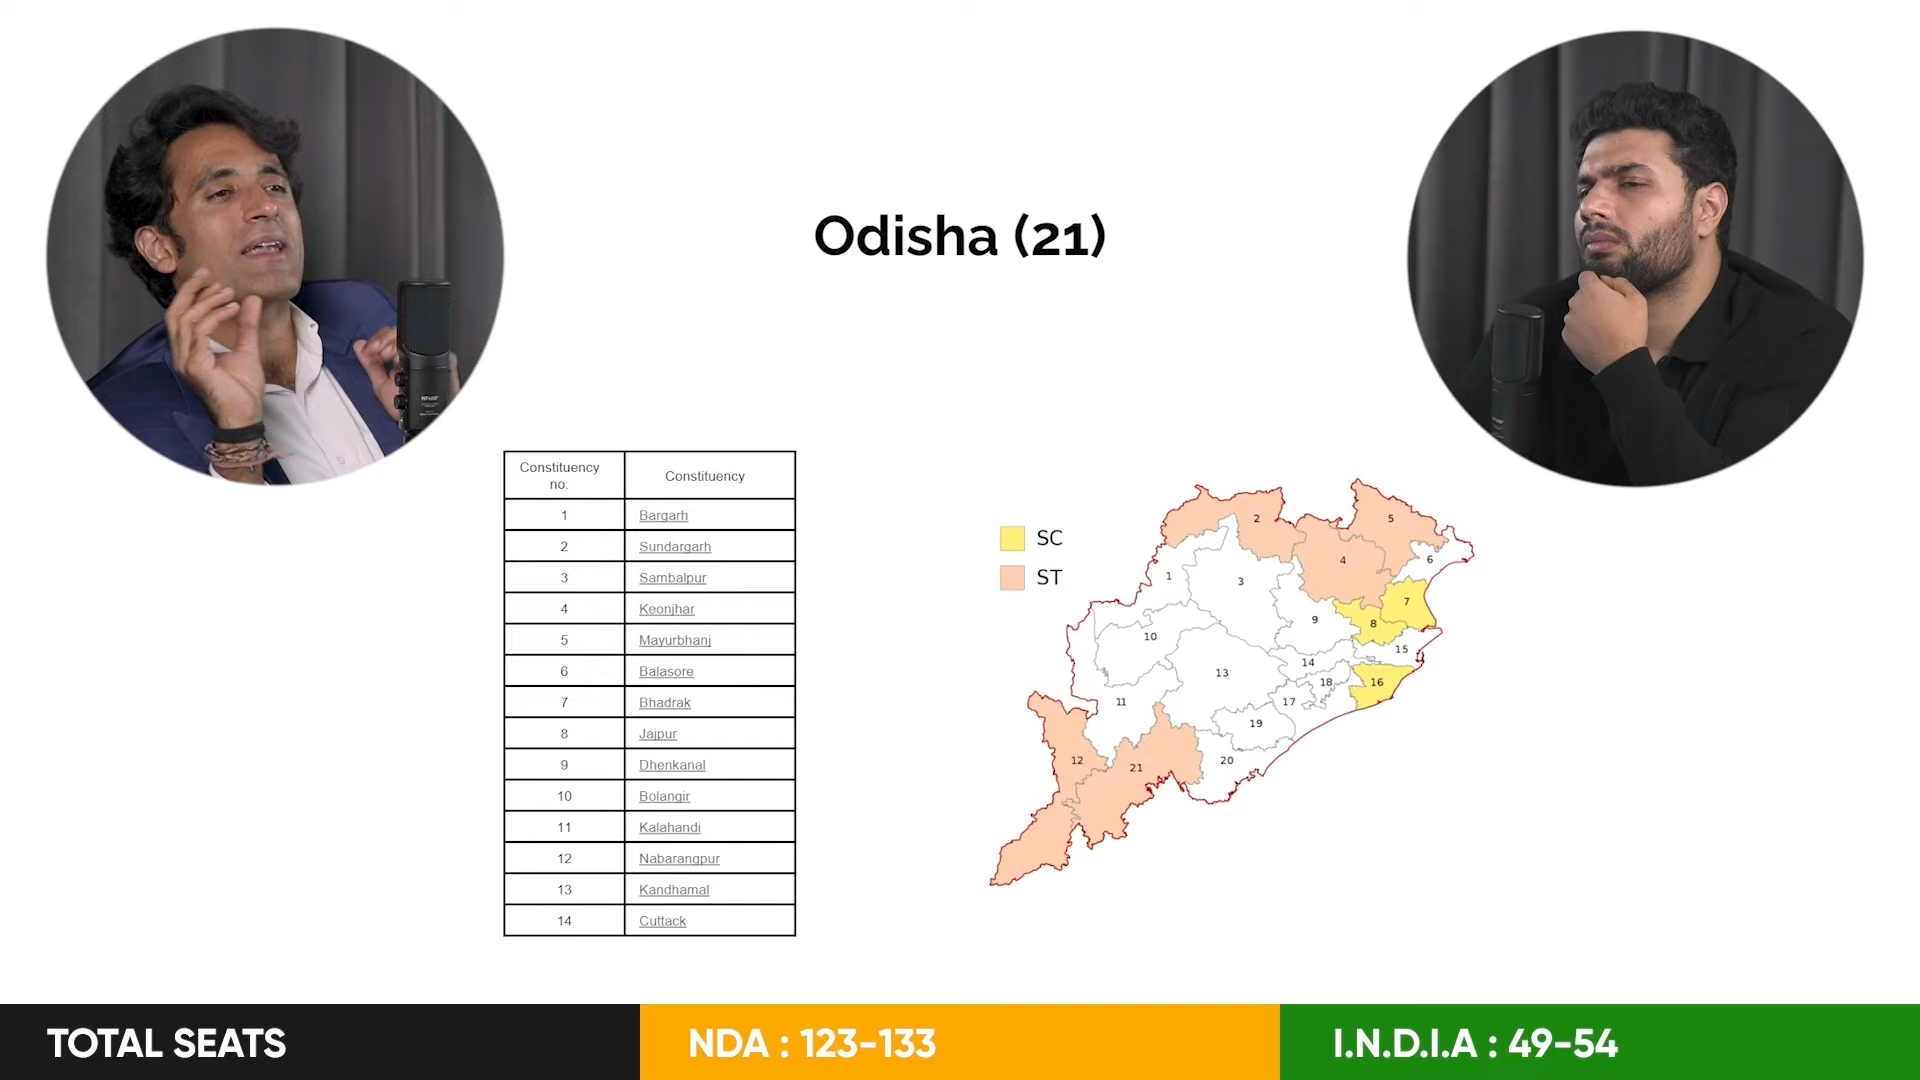 Odisha (21)
Constituency no. Constituency
1 Bargarh
2 Sundargarh
3 Sambalpur
4 Keonjhar
5 Mayurbhanj
6 Balasore
7 Bhadrak
8 Jajpur
9 Dhenkanal
10 Bolangir
11 Kalahandi
12 Nabarangpur
13 Kandhamal
14 Cuttack
SC
ST
2
5
4
6
1
3
7
9
8
10
15
14
13
16
18
11
17
19
12
21
20
TOTAL SEATS
NDA : 123-133
I.N.D.I.A : 49-54